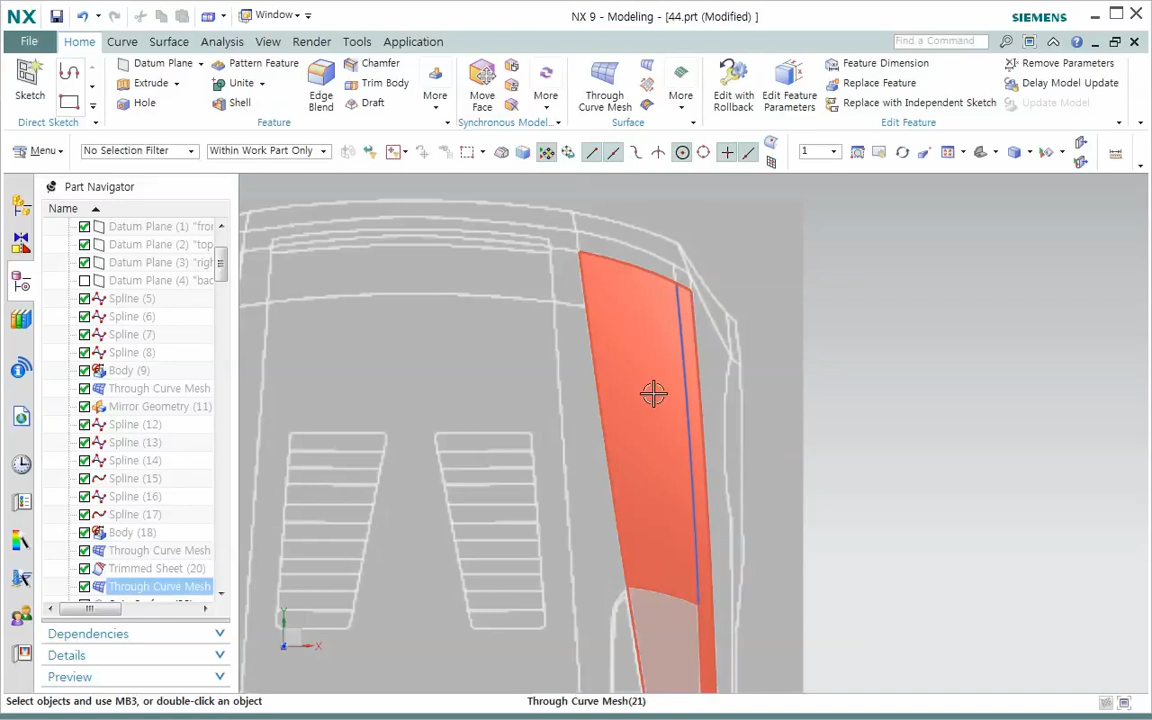 NX
Window
NX 9 - Modeling - [44.prt (Modified) ]
SIEMENS
File
Home
Curve
Surface
Analysis
View
Render
Tools
Application
Find a Command
Sketch
Direct Sketch
Datum Plane
Extrude
Hole
Pattern Feature
Unite
Shell
Edge Blend
Chamfer
Trim Body
Draft
More
Feature
Move Face
More
Synchronous Model...
Through Curve Mesh
More
Surface
Edit with Rollback
Edit Feature Parameters
Feature Dimension
Replace Feature
Replace with Independent Sketch
Remove Parameters
Delay Model Update
Update Model
Edit Feature
Menu
No Selection Filter
Within Work Part Only
1
Part Navigator
Name
Datum Plane (1) "fror
Datum Plane (2) "top
Datum Plane (3) "righ
Datum Plane (4) "bac
Spline (5)
Spline (6)
Spline (7)
Spline (8)
Body (9)
Through Curve Mesh
Mirror Geometry (11)
Spline (12)
Spline (13)
Spline (14)
Spline (15)
Spline (16)
Spline (17)
Body (18)
Through Curve Mesh
Trimmed Sheet (20)
Through Curve Mesh
Dependencies
Details
Preview
Y
X
Select objects and use MB3, or double-click an object
Through Curve Mesh(21)